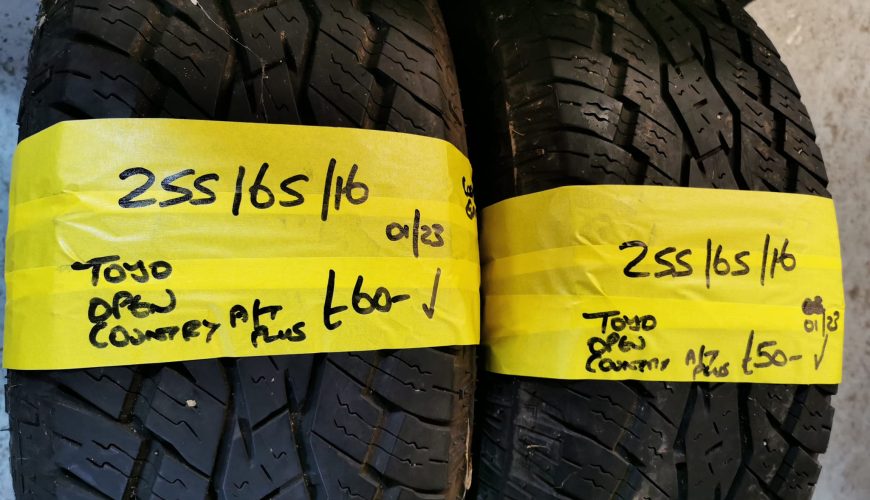 255/65/16
01/23
TOYO
OPEN
COUNTRY A/T
PLUS
£60-
255/65/16
01/23
TOYO
OPEN
COUNTRY A/T
PLUS
£50-